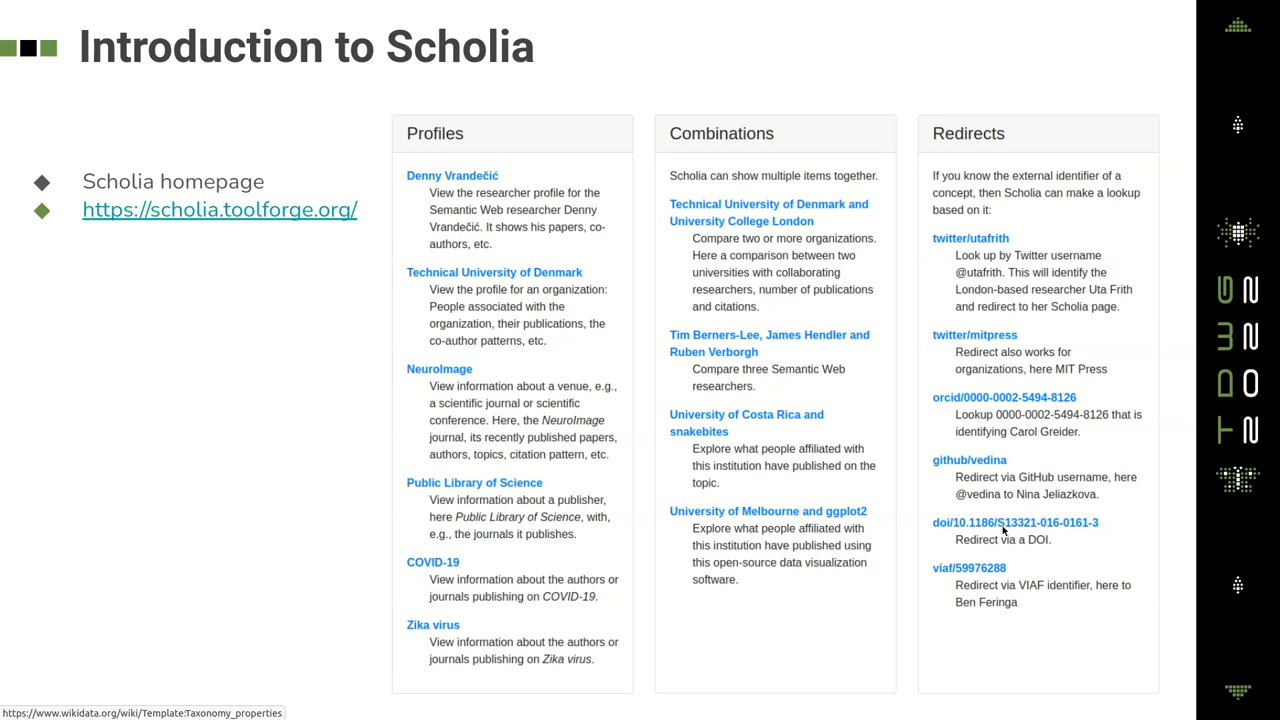 Introduction to Scholia
Scholia homepage
https://scholia.toolforge.org/
Profiles
Denny Vrandečić
View the researcher profile for the
Semantic Web researcher Denny
Vrandečić. It shows his papers, co-
authors, etc.
Technical University of Denmark
View the profile for an organization:
People associated with the
organization, their publications, the
co-author patterns, etc.
NeuroImage
View information about a venue, e.g.,
a scientific journal or scientific
conference. Here, the NeuroImage
journal, its recently published papers,
authors, topics, citation pattern, etc.
Public Library of Science
View information about a publisher,
here Public Library of Science, with,
e.g., the journals it publishes.
COVID-19
View information about the authors or
journals publishing on COVID-19.
Zika virus
View information about the authors or
journals publishing on Zika virus.
Combinations
Scholia can show multiple items together.
Technical University of Denmark and
University College London
Compare two or more organizations.
Here a comparison between two
universities with collaborating
researchers, number of publications
and citations.
Tim Berners-Lee, James Hendler and
Ruben Verborgh
Compare three Semantic Web
researchers.
University of Costa Rica and
snakebites
Explore what people affiliated with
this institution have published on the
topic.
University of Melbourne and ggplot2
Explore what people affiliated with
this institution have published using
this open-source data visualization
software.
Redirects
If you know the external identifier of a
concept, then Scholia can make a lookup
based on it:
twitter/utafrith
Look up by Twitter username
@utafrith. This will identify the
London-based researcher Uta Frith
and redirect to her Scholia page.
twitter/mitpress
Redirect also works for
organizations, here MIT Press
orcid/0000-0002-5494-8126
Lookup 0000-0002-5494-8126 that is
identifying Carol Greider.
github/vedina
Redirect via GitHub username, here
@vedina to Nina Jeliazkova.
doi/10.1186/S13321-016-0161-3
Redirect via a DOI.
viaf/59976288
Redirect via VIAF identifier, here to
Ben Feringa
https://www.wikidata.org/wiki/Template:Taxonomy_properties